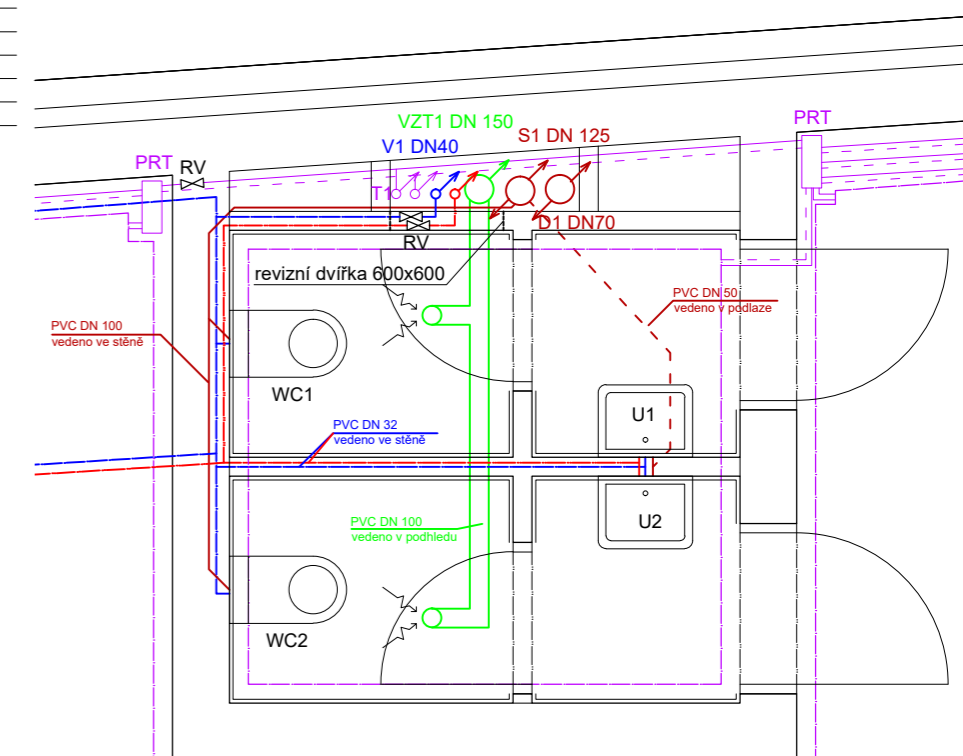 VZT1 DN 150
PRT
S1 DN 125
V1 DN40
PRT
RV
T1
D1 DN70
RV
revizní dvířka 600x600
PVC DN 50
vedeno v podlaze
PVC DN 100
vedeno ve stěně
WC1
U1
PVC DN 32
vedeno ve stěně
PVC DN 100
vedeno v podhledu
U2
WC2